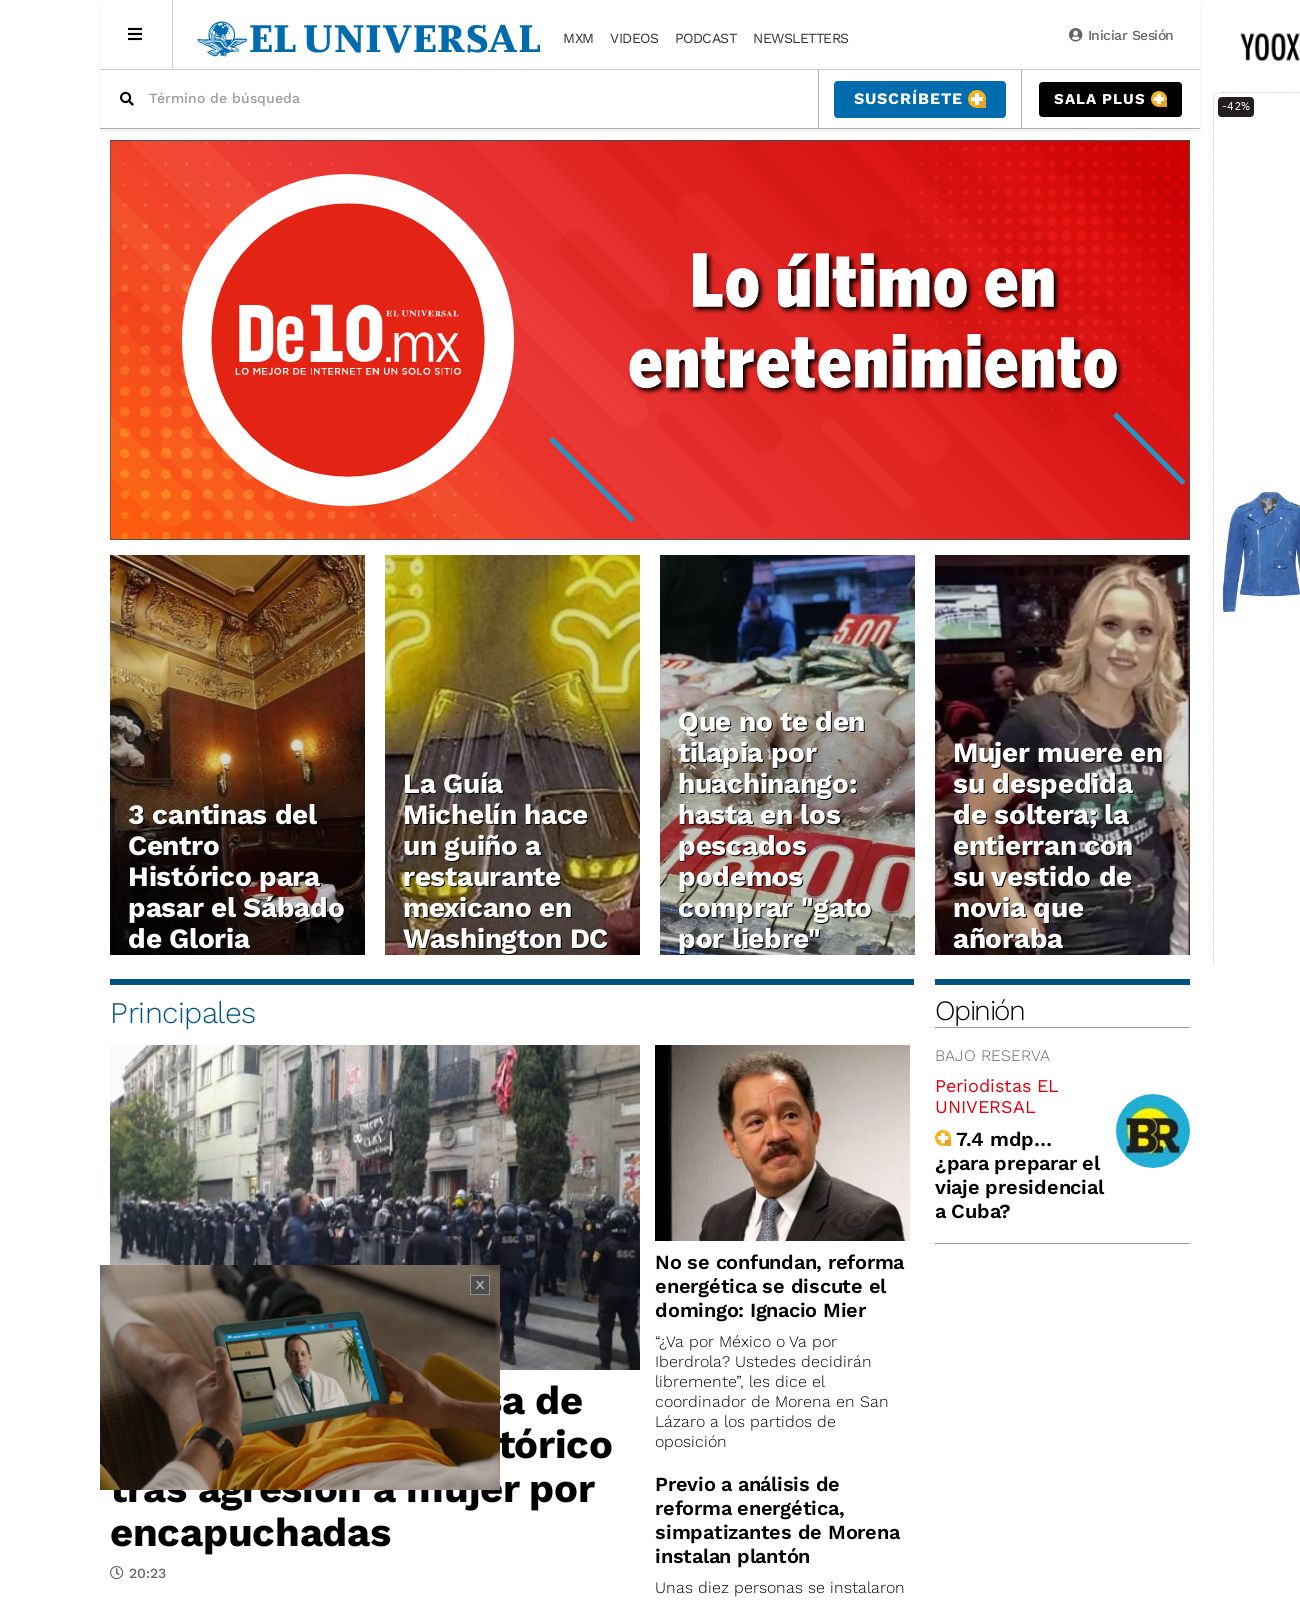 EL UNIVERSAL
MXM VIDEOS PODCAST NEWSLETTERS
Iniciar Sesión
YOOX
Término de búsqueda
SUSCRÍBETE
SALA PLUS
-42%
De10.mx
EL UNIVERSAL
LO MEJOR DE INTERNET EN UN SOLO SITIO
Lo último en
entretenimiento
3 cantinas del
Centro
Histórico para
pasar el Sábado
de Gloria
La Guía
Michelín hace
un guiño a
restaurante
mexicano en
Washington DC
5.00
Que no te den
tilapia por
huachinango:
hasta en los
pescados
podemos
comprar "gato
por liebre"
Mujer muere en
su despedida
de soltera; la
entierran con
su vestido de
novia que
añoraba
Principales
SSC
SSC
X
sa de
tórico
tras agresión a mujer por
encapuchadas
20:23
No se confundan, reforma
energética se discute el
domingo: Ignacio Mier
“¿Va por México o Va por
Iberdrola? Ustedes decidirán
libremente”, les dice el
coordinador de Morena en San
Lázaro a los partidos de
oposición
Previo a análisis de
reforma energética,
simpatizantes de Morena
instalan plantón
Unas diez personas se instalaron
Opinión
BAJO RESERVA
Periodistas EL
UNIVERSAL
7.4 mdp...
¿para preparar el
viaje presidencial
a Cuba?
BR